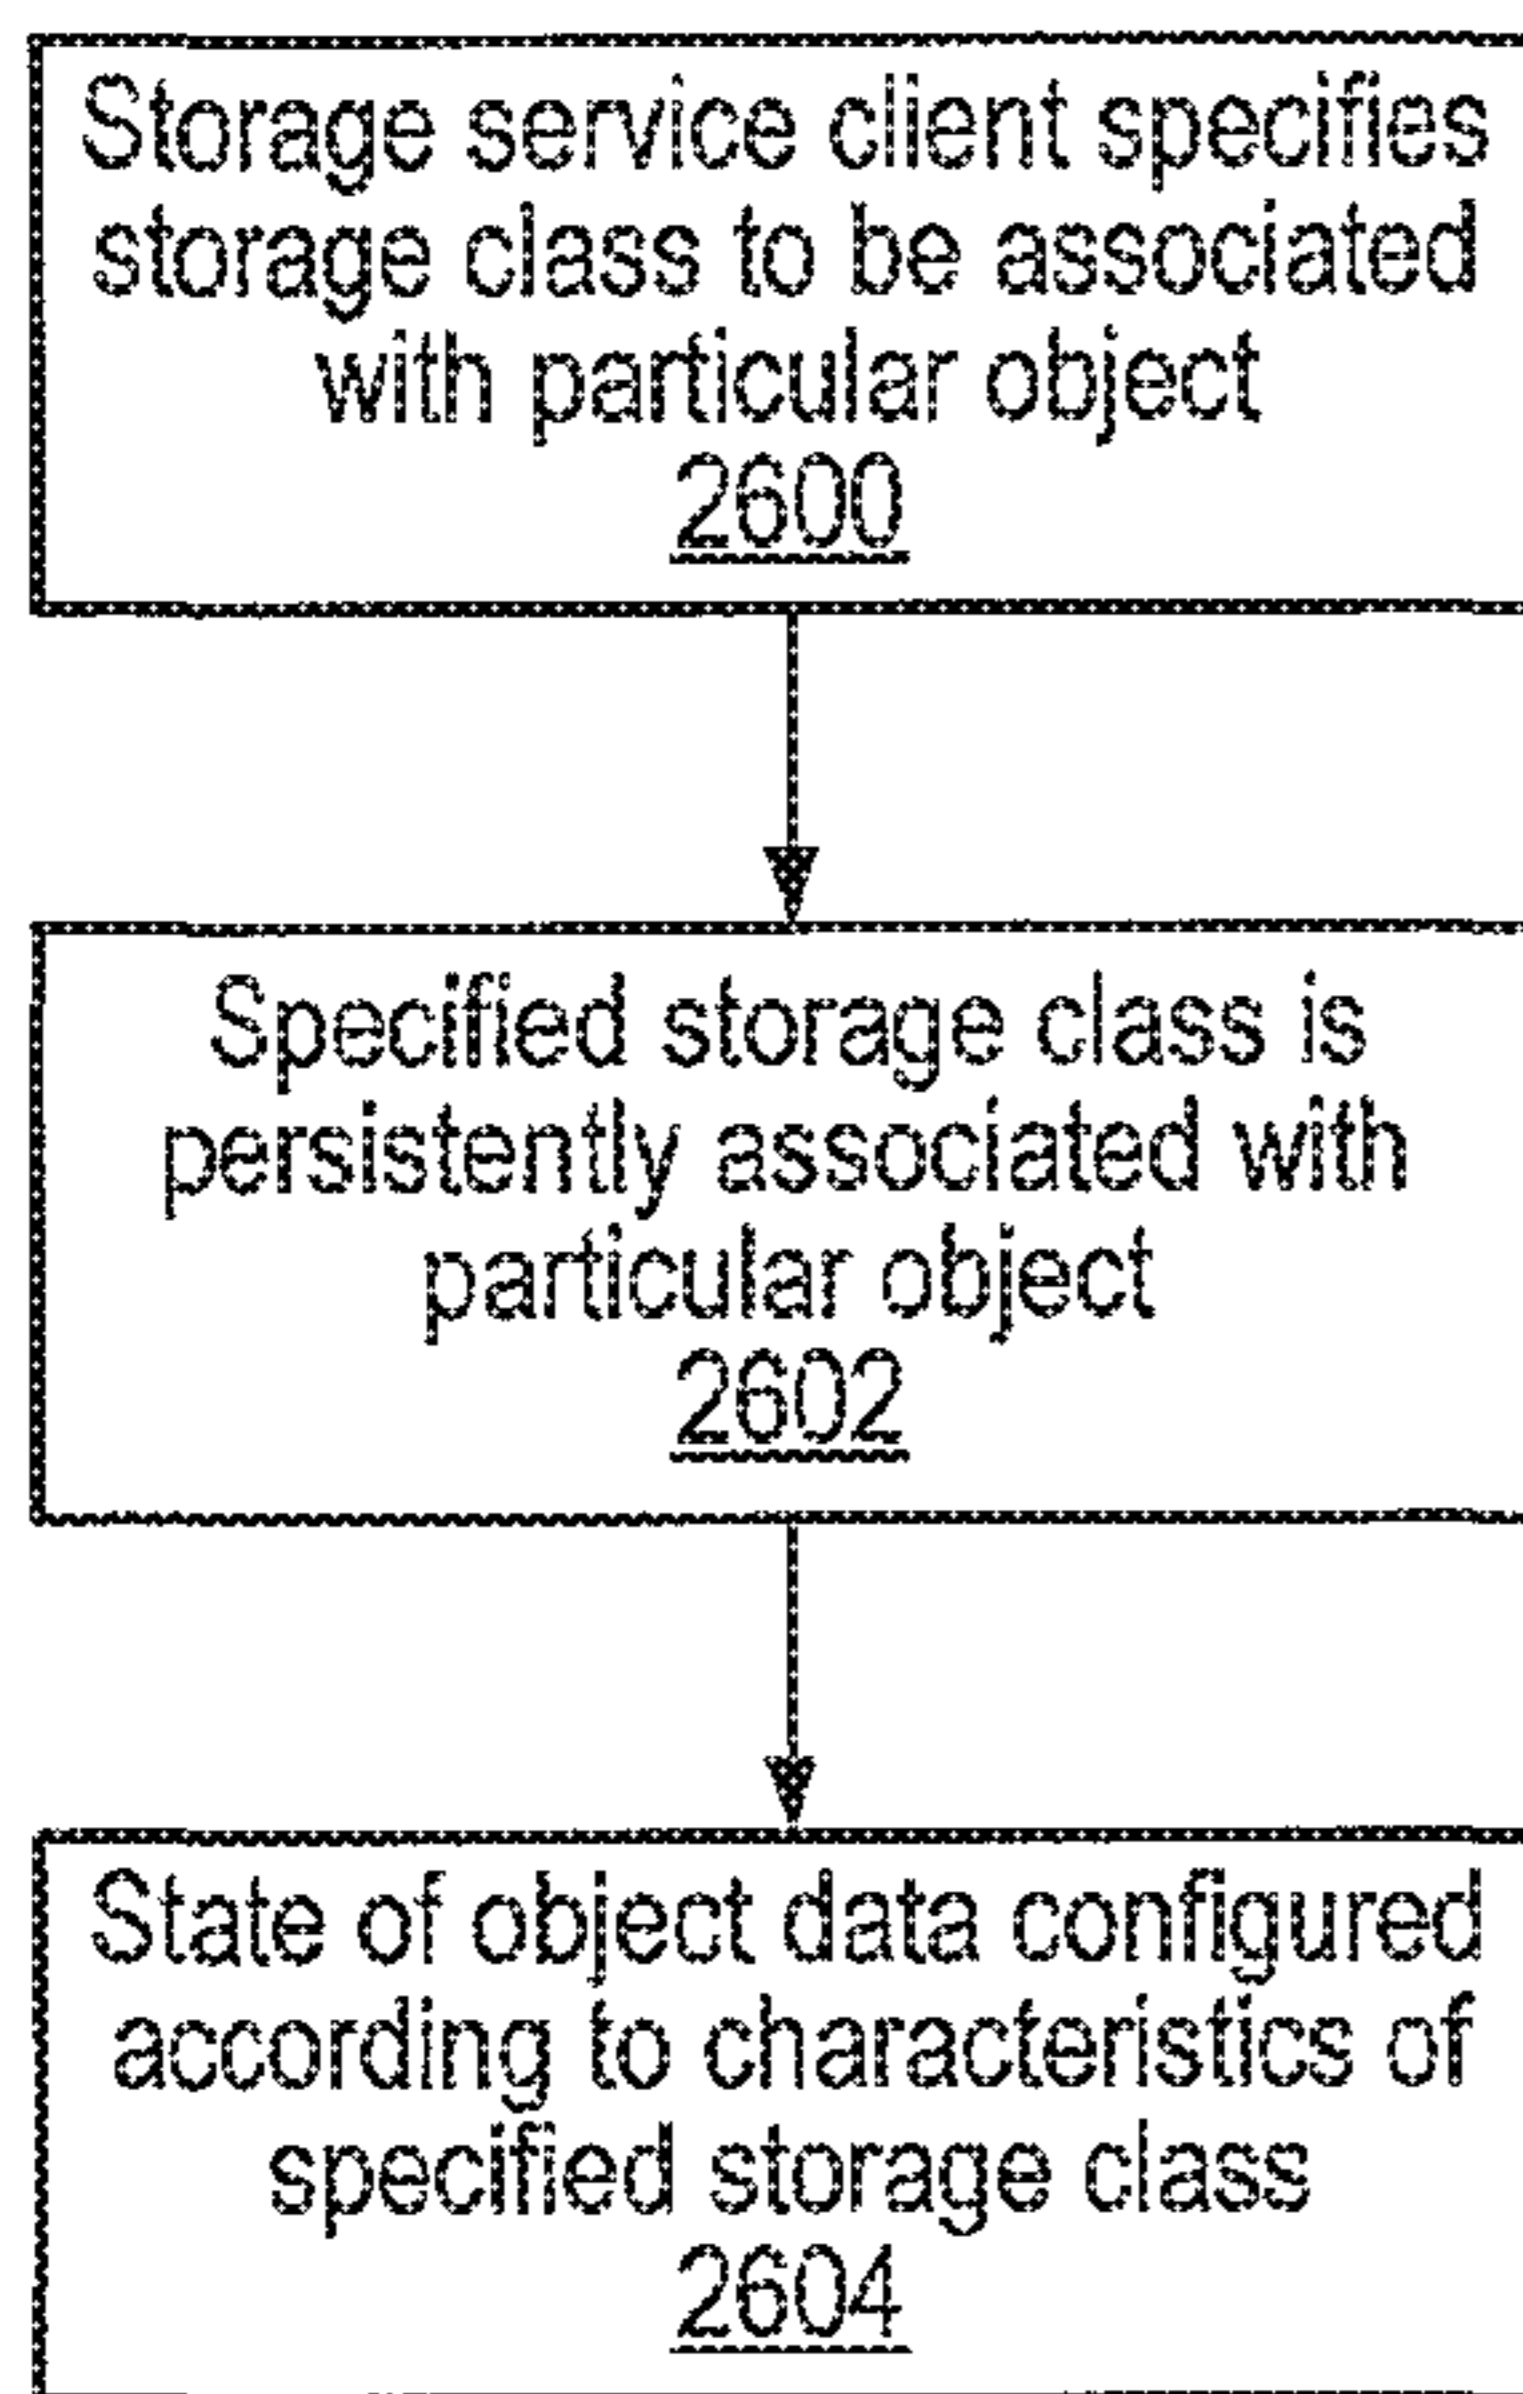 Storage service client specifies
storage class to be associated
with particular object
2600
Specified storage class is
persistently associated with
particular object
2602
State of object data configured
according to characteristics of
specified storage class
2604